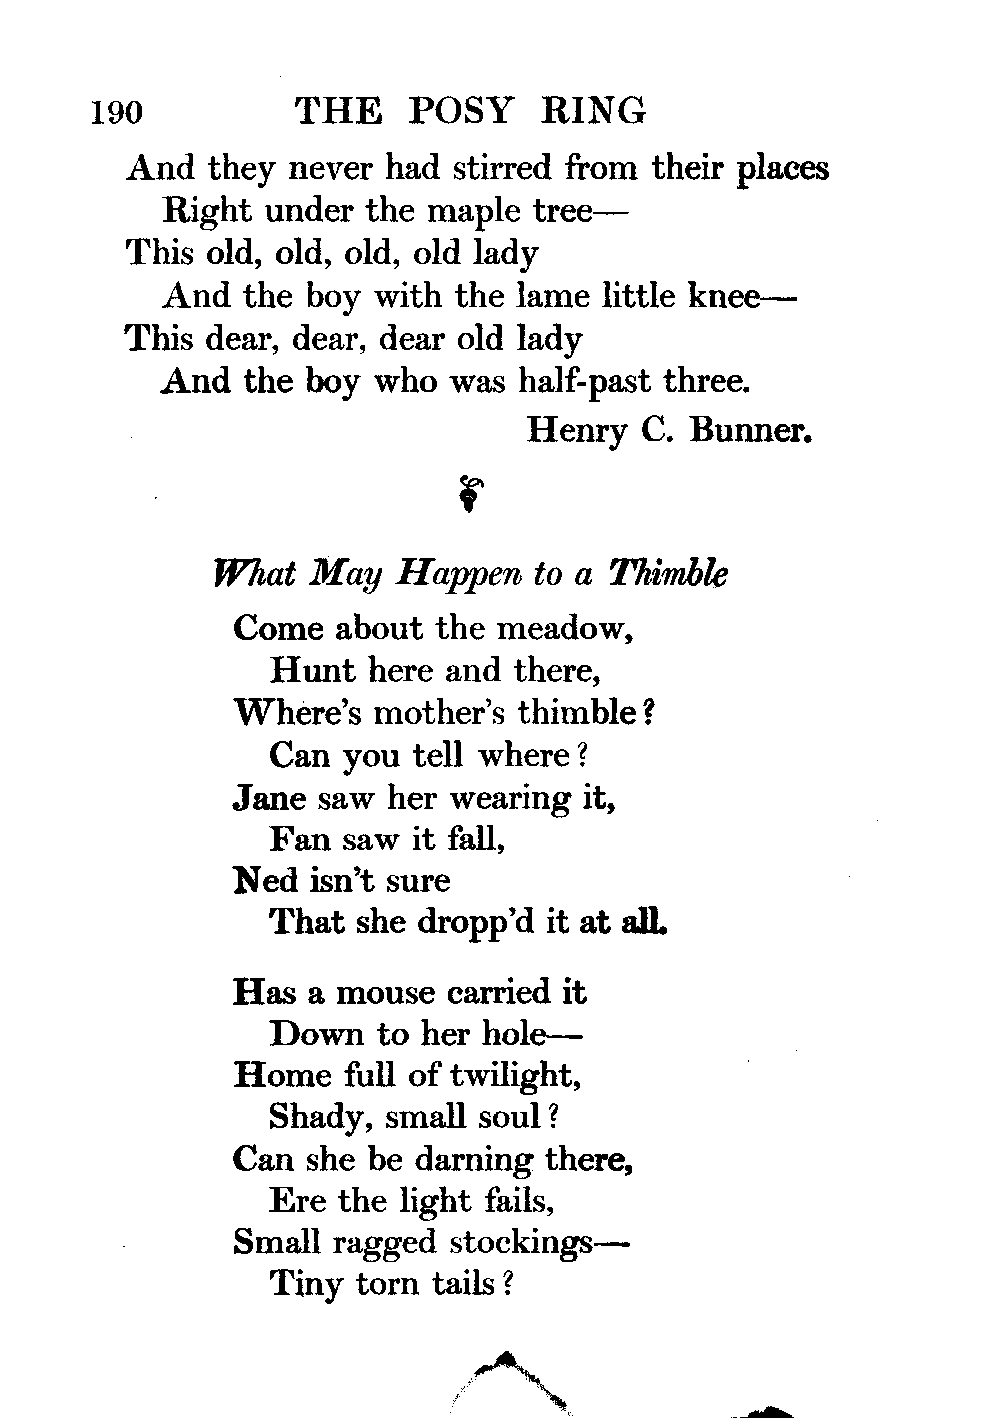 190 THE POSY RING
And they never had stirred from their places
Right under the maple tree—
This old, old, old, old lady
And the boy with the lame little knee—
This dear, dear, dear old lady
And the boy who was half-past three.
Henry C. Bunner.
What May Happen to a Thimble
Come about the meadow,
Hunt here and there,
Where's mother's thimble?
Can you tell where?
Jane saw her wearing it,
Fan saw it fall,
Ned isn't sure
That she dropp'd it at all.
Has a mouse carried it
Down to her hole—
Home full of twilight,
Shady, small soul?
Can she be darning there,
Ere the light fails,
Small ragged stockings—
Tiny torn tails?